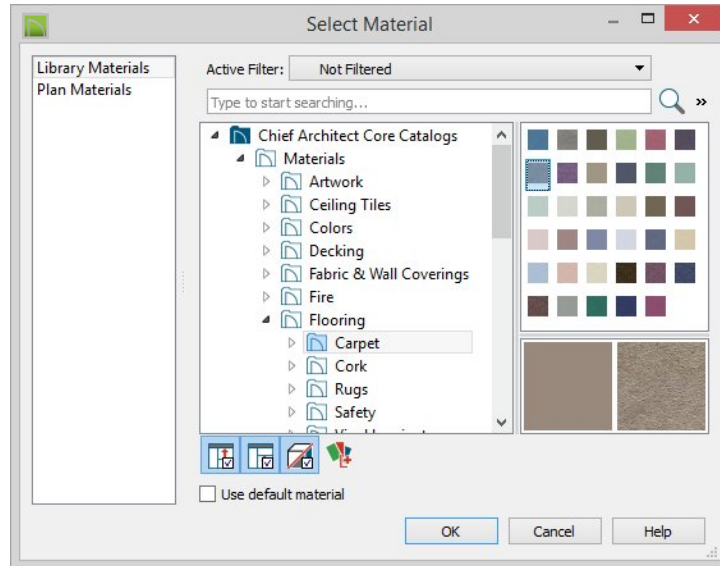 Select Material
Library Materials
Plan Materials
Active Filter: Not Filtered
Type to start searching...
»
Chief Architect Core Catalogs
Materials
Artwork
Ceiling Tiles
Colors
Decking
Fabric & Wall Coverings
Fire
Flooring
Carpet
Cork
Rugs
Safety
Use default material
OK Cancel Help